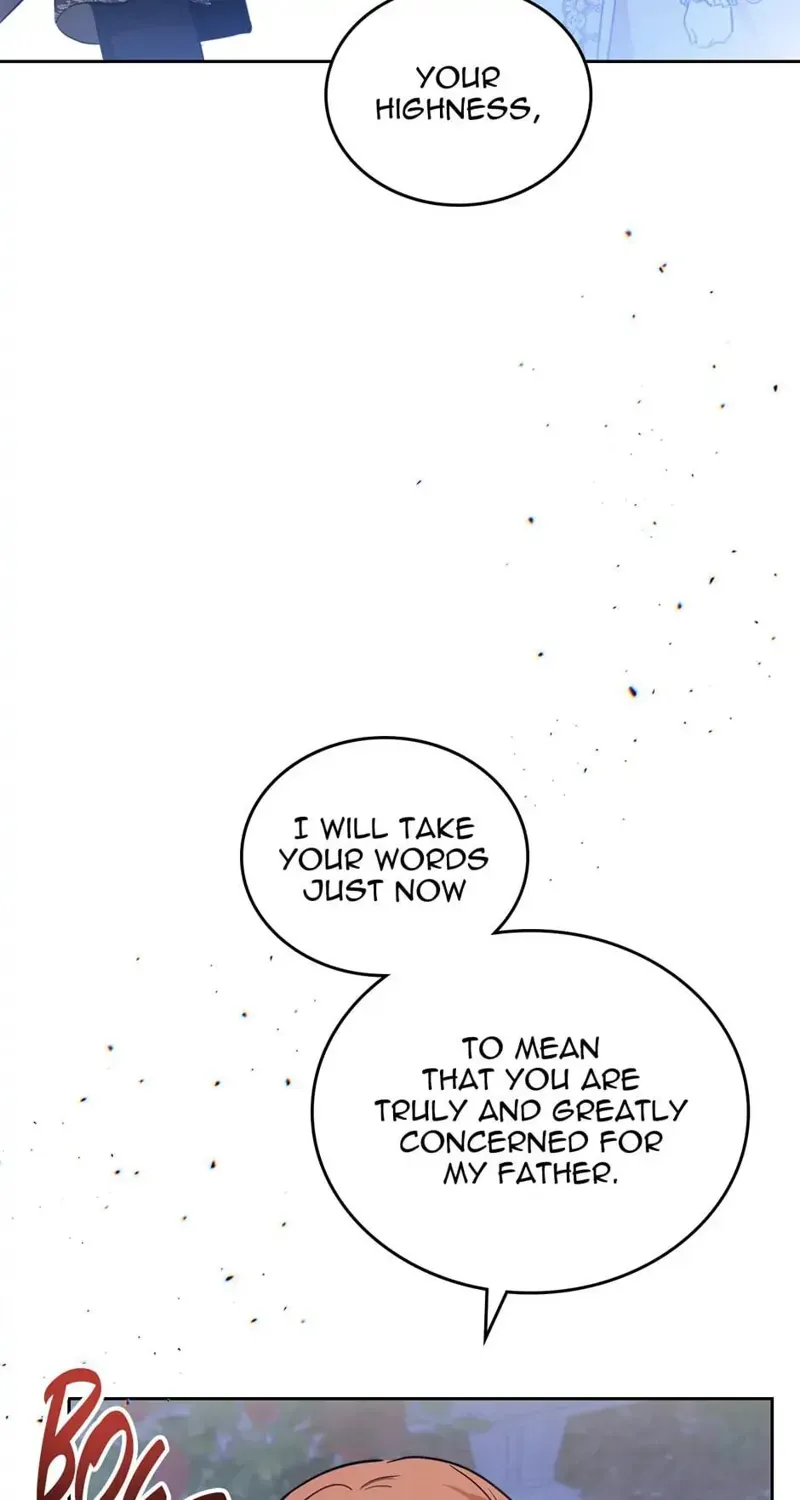 YOUR
HIGHNESS,
I WILL TAKE
YOUR WORDS
JUST NOW
TO MEAN
THAT YOU ARE
TRULY AND GREATLY
CONCERNED FOR
MY FATHER.